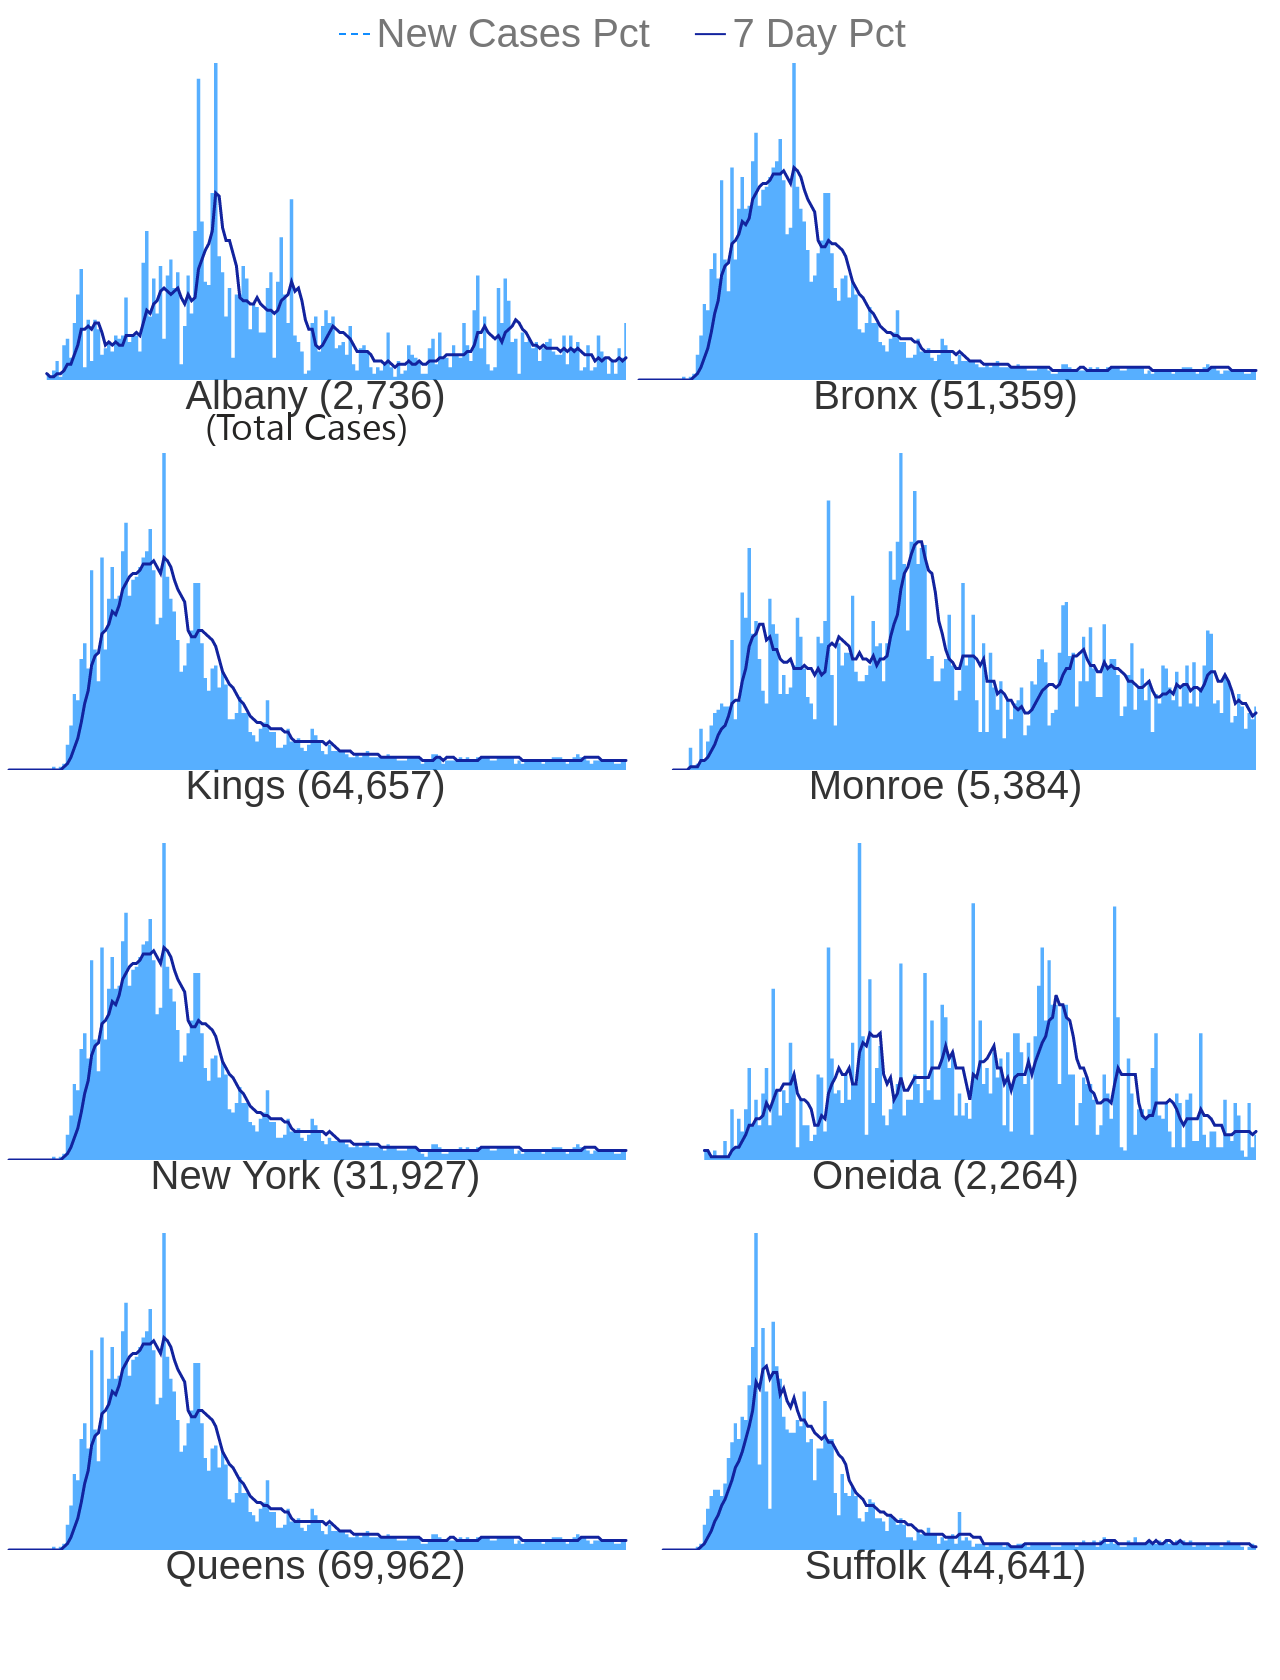 New Cases Pct 7 Day Pct
Albany (2,736)
(Total Cases)
Bronx (51,359)
Kings (64,657)
Monroe (5,384)
New York (31,927)
Oneida (2,264)
Queens (69,962)
Suffolk (44,641)